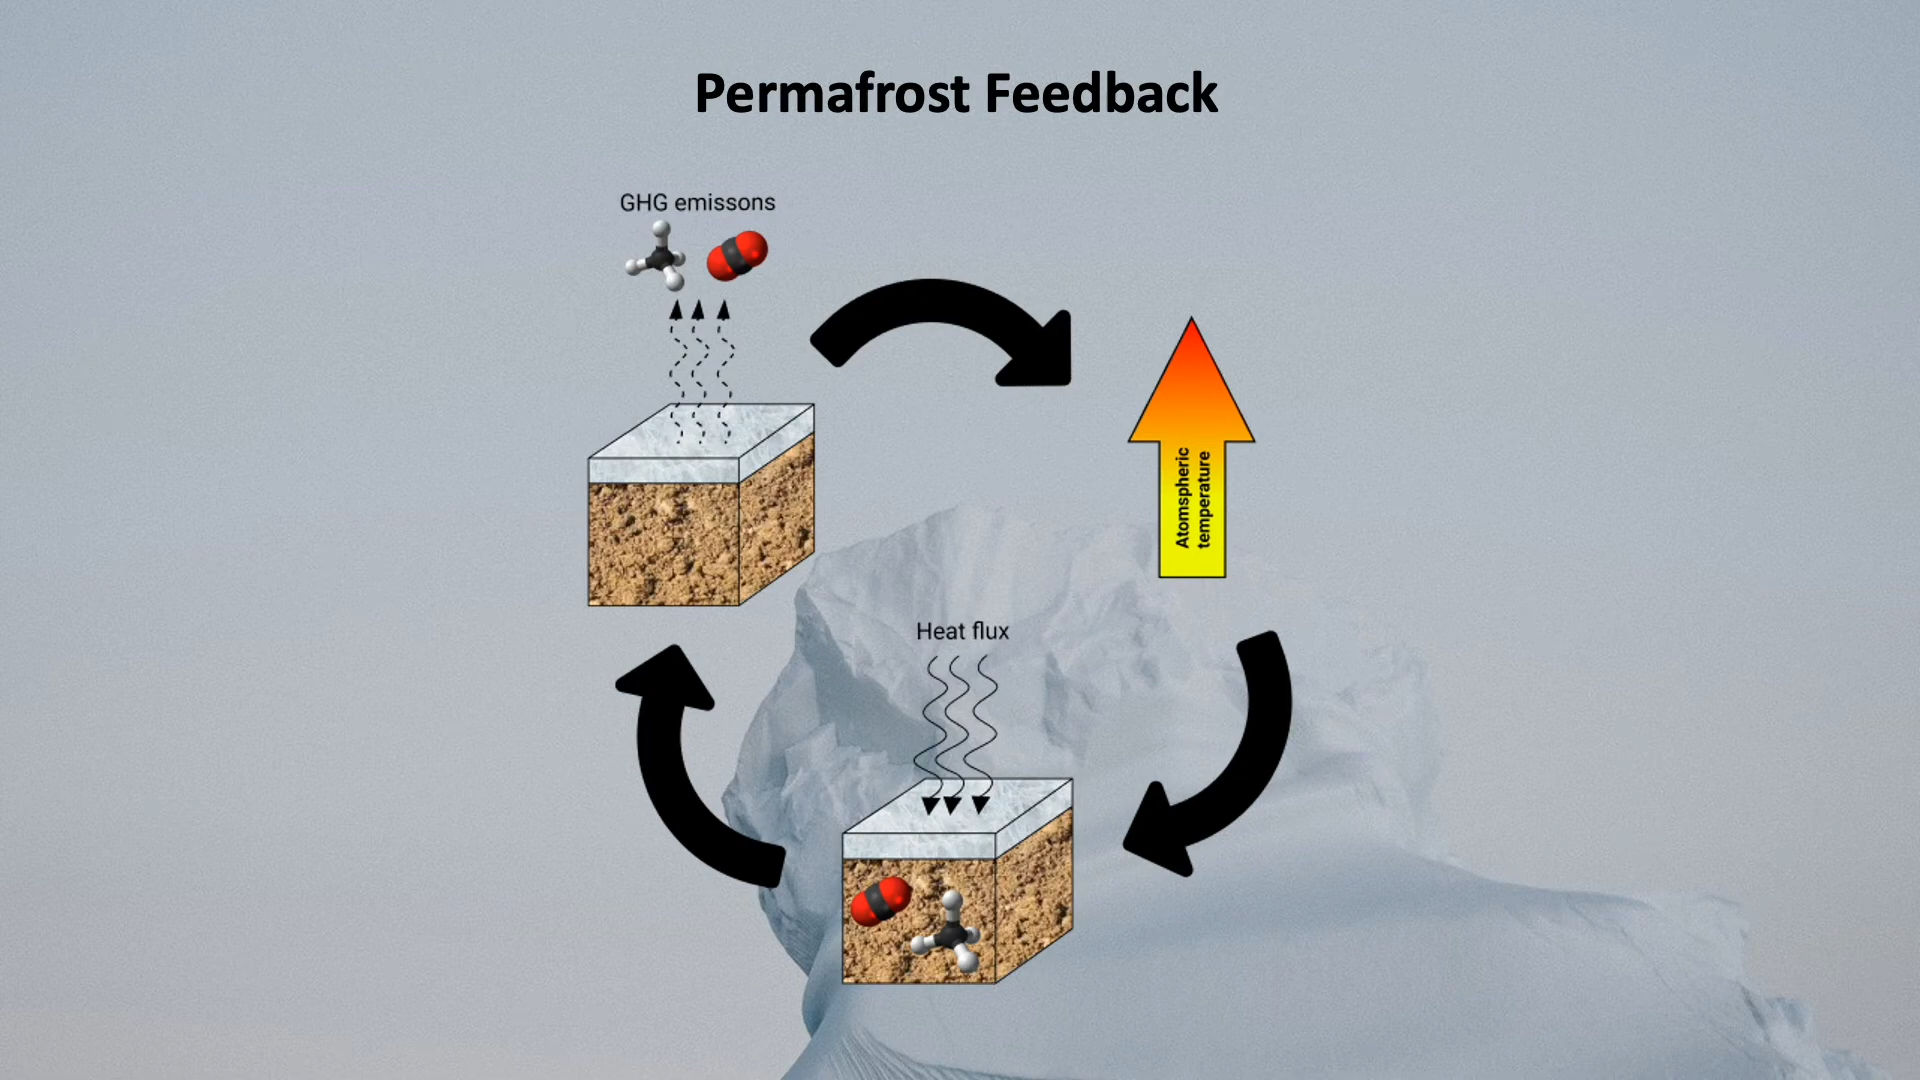 Permafrost Feedback
GHG emissons
Atomspheric
temperature
Heat flux